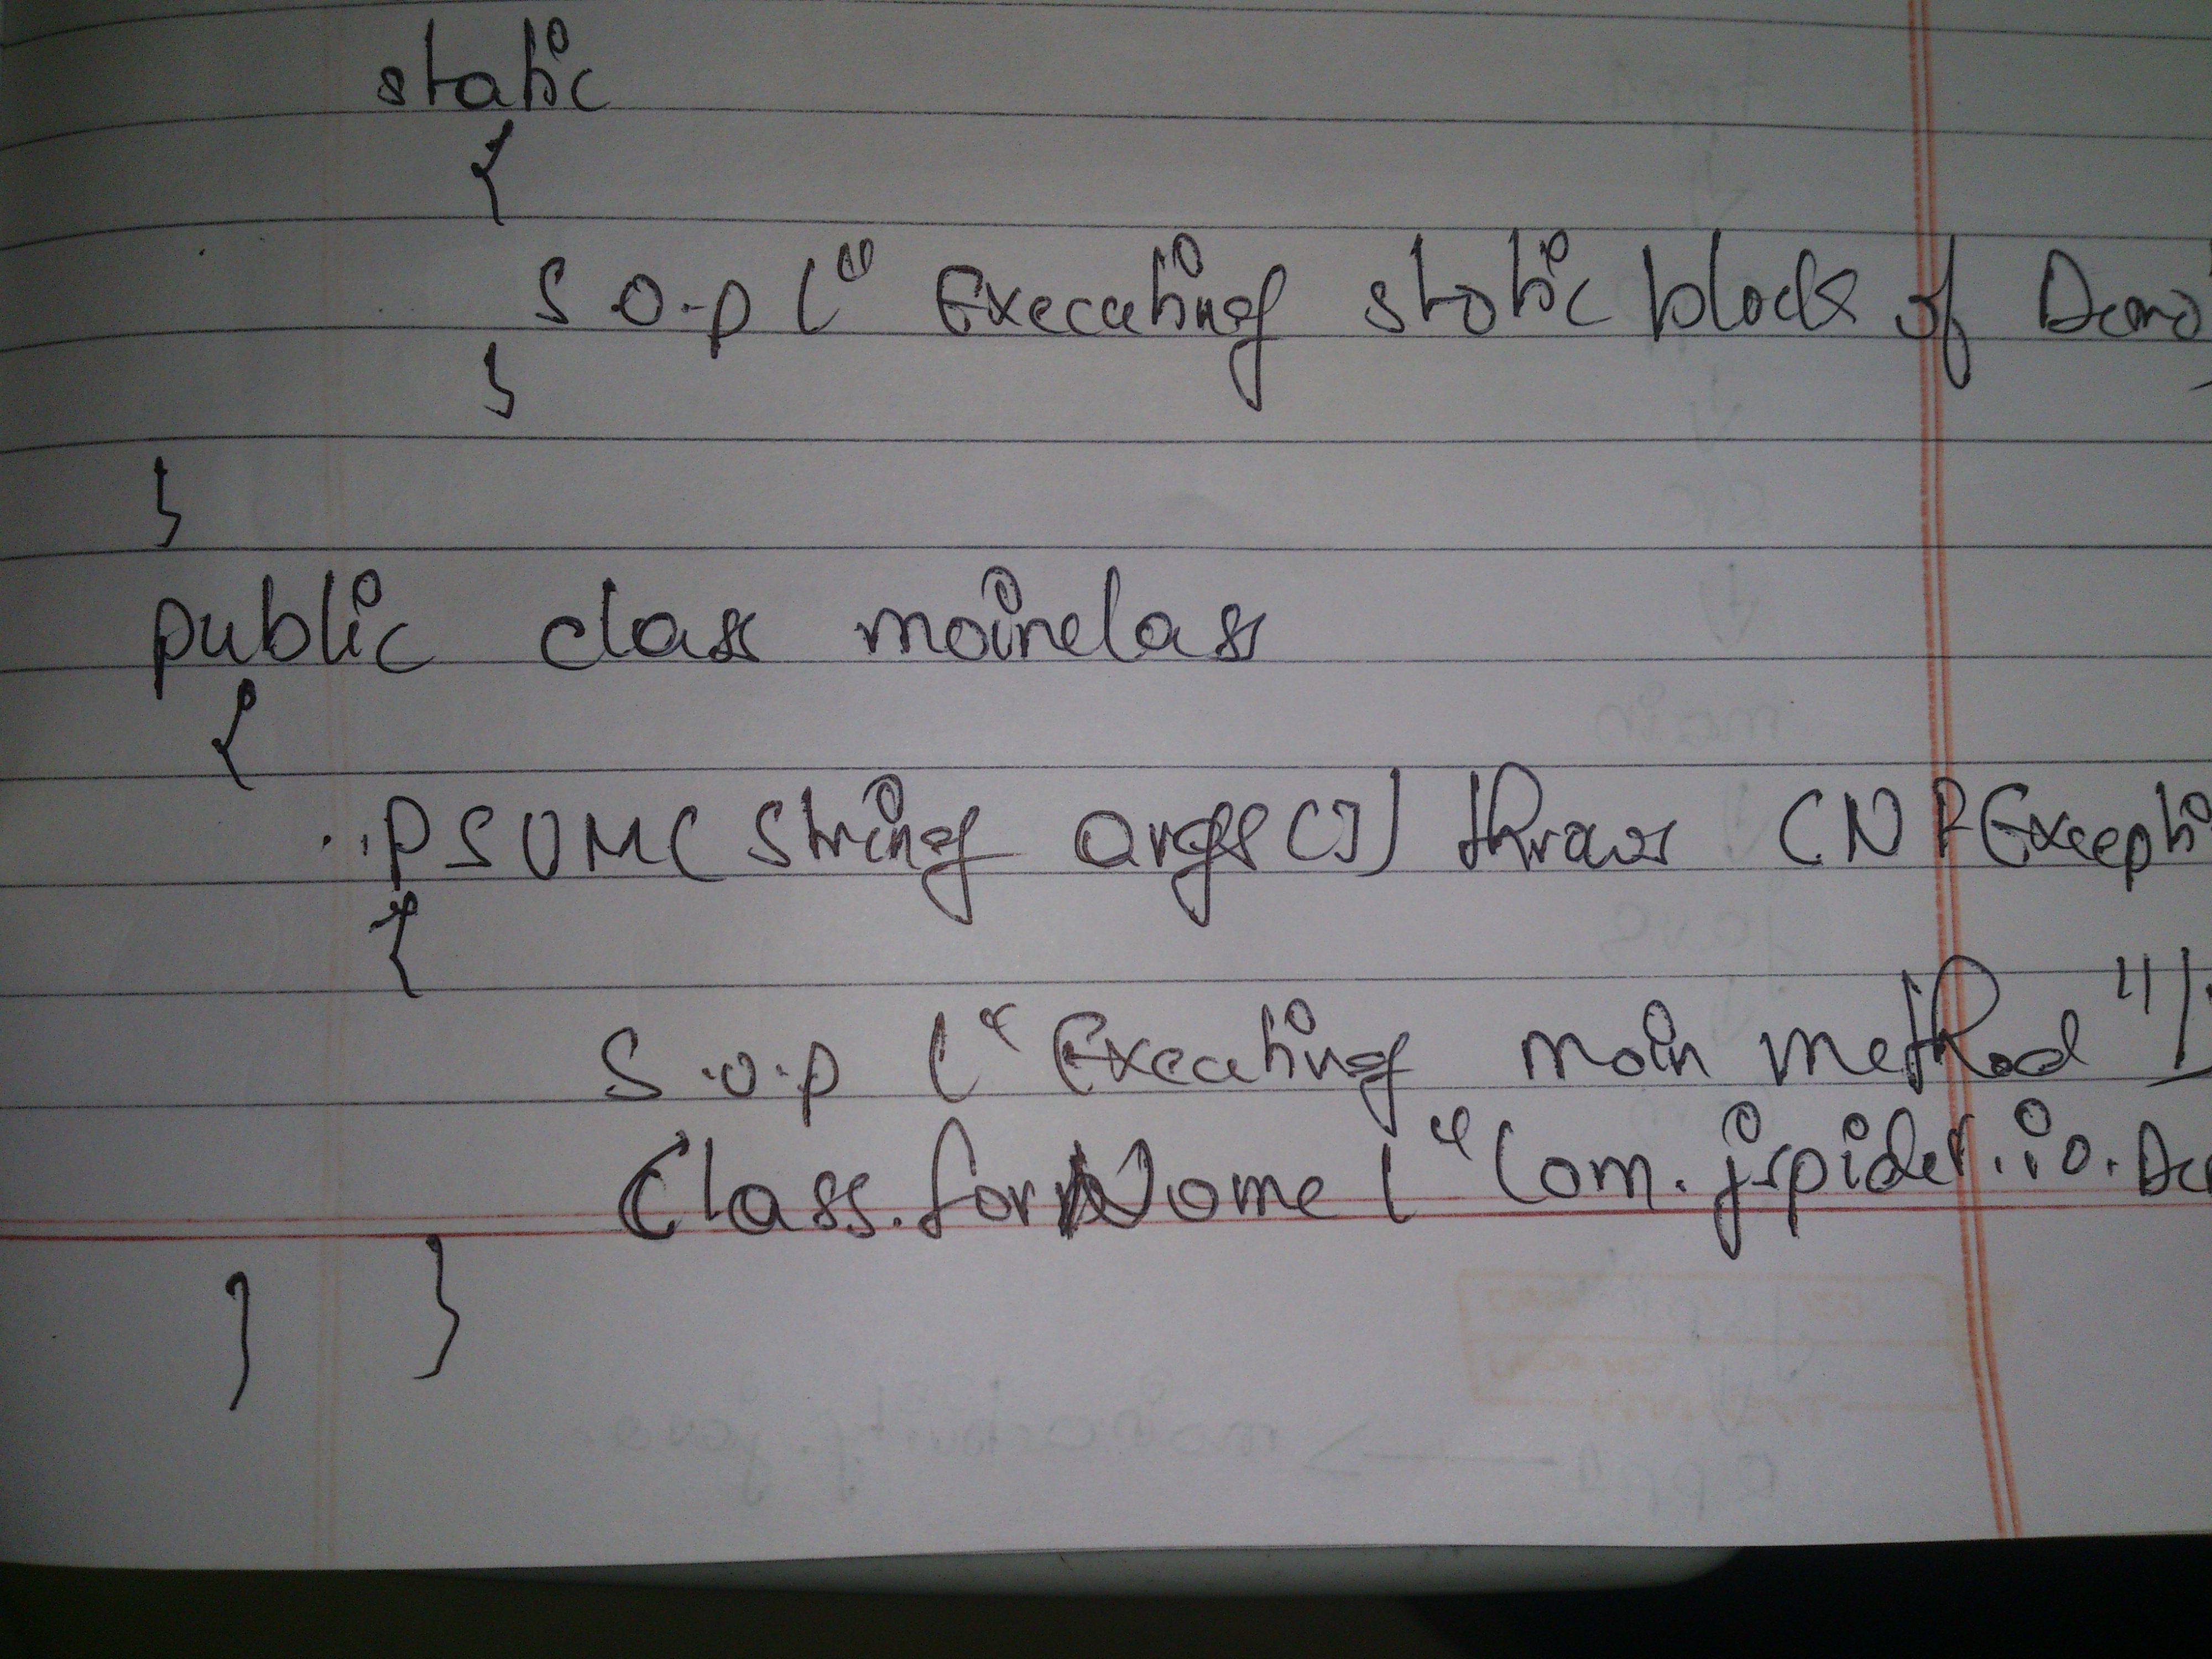 static
{
S.O.p ("Executing static block of Demo
}
}
public class mainclass
{
PSVM(String args[]) throws CNFExceptio
{
S.o.p ("Executing main method");
Class.forName("Com.jspider.io.De
}
}